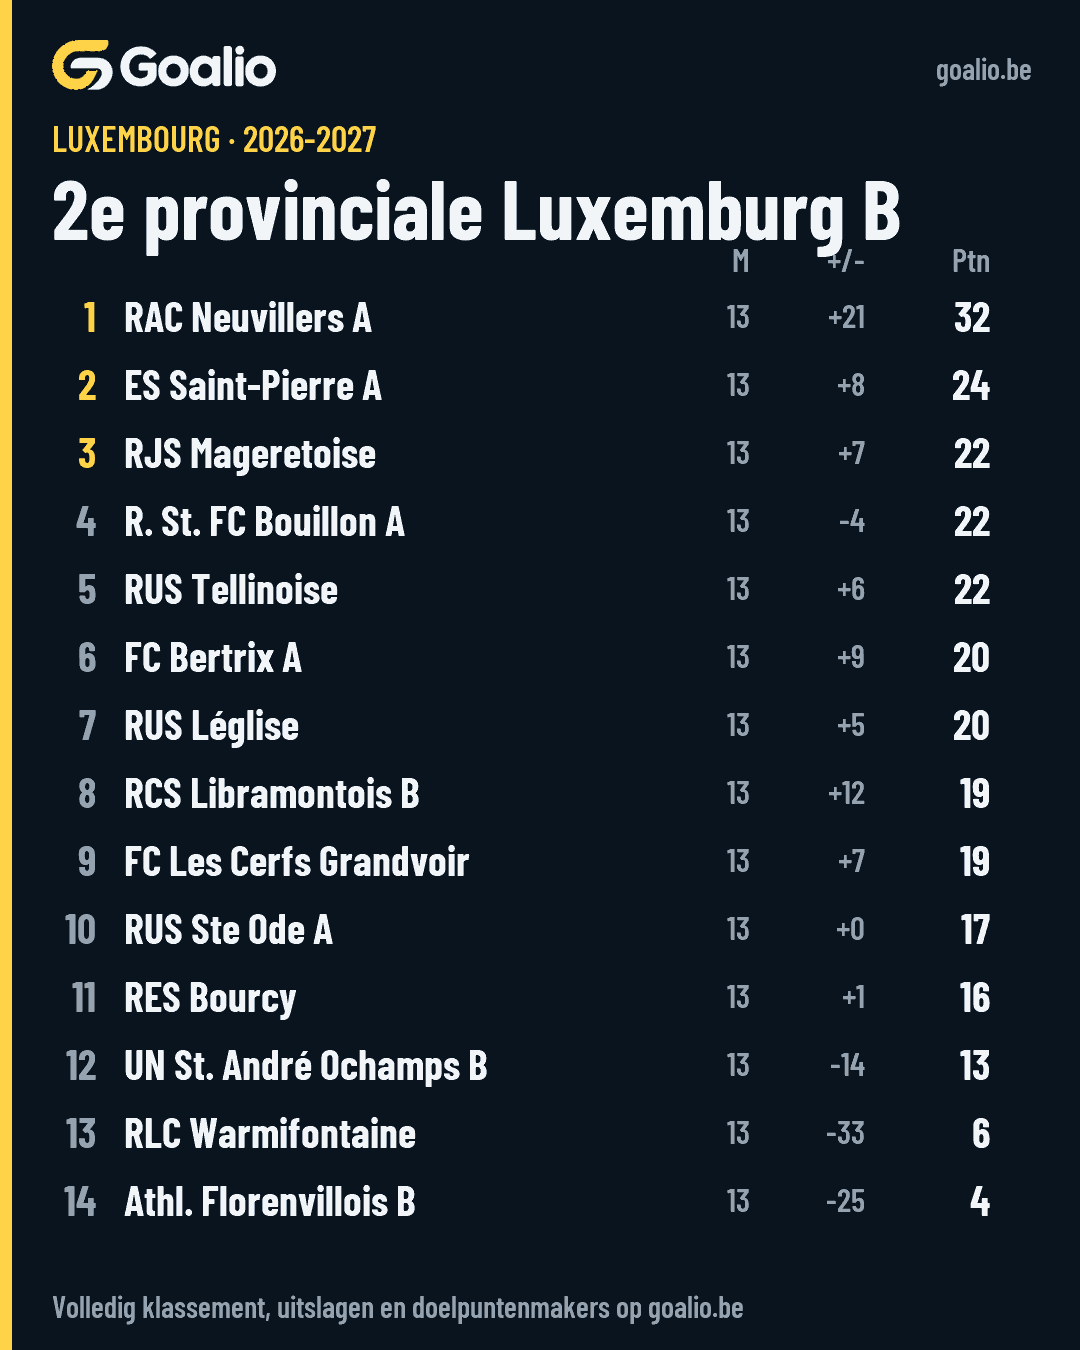 Goalio
goalio.be
LUXEMBOURG · 2026-2027
2e provinciale Luxemburg B
M +/- Ptn
1 RAC Neuvillers A 13 +21 32
2 ES Saint-Pierre A 13 +8 24
3 RJS Mageretoise 13 +7 22
4 R. St. FC Bouillon A 13 -4 22
5 RUS Tellinoise 13 +6 22
6 FC Bertrix A 13 +9 20
7 RUS Léglise 13 +5 20
8 RCS Libramontois B 13 +12 19
9 FC Les Cerfs Grandvoir 13 +7 19
10 RUS Ste Ode A 13 +0 17
11 RES Bourcy 13 +1 16
12 UN St. André Ochamps B 13 -14 13
13 RLC Warmifontaine 13 -33 6
14 Athl. Florenvillois B 13 -25 4
Volledig klassement, uitslagen en doelpuntenmakers op goalio.be